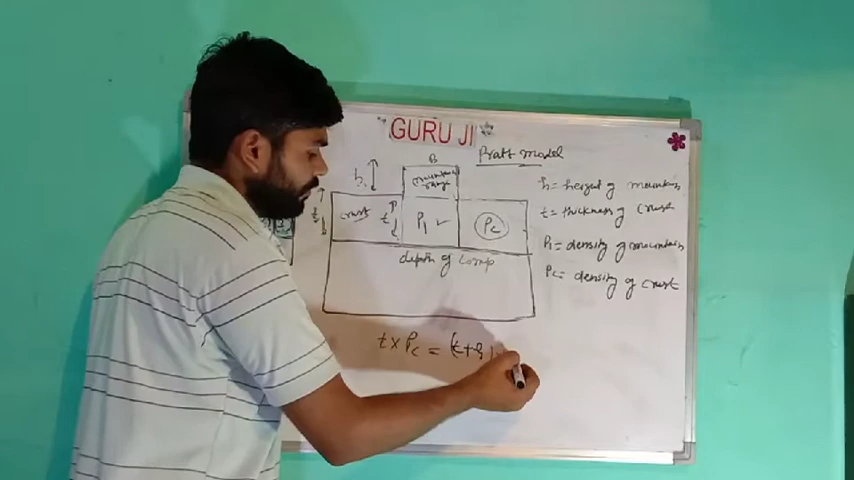 GURU JI
Pratt model
B
mountain
range
h
t
crust
t
P1
Pc
depth of comp
h = height of mountain
t = thickness of crust
P1 = density of mountain
Pc = density of crust
t × Pc = (t+h)